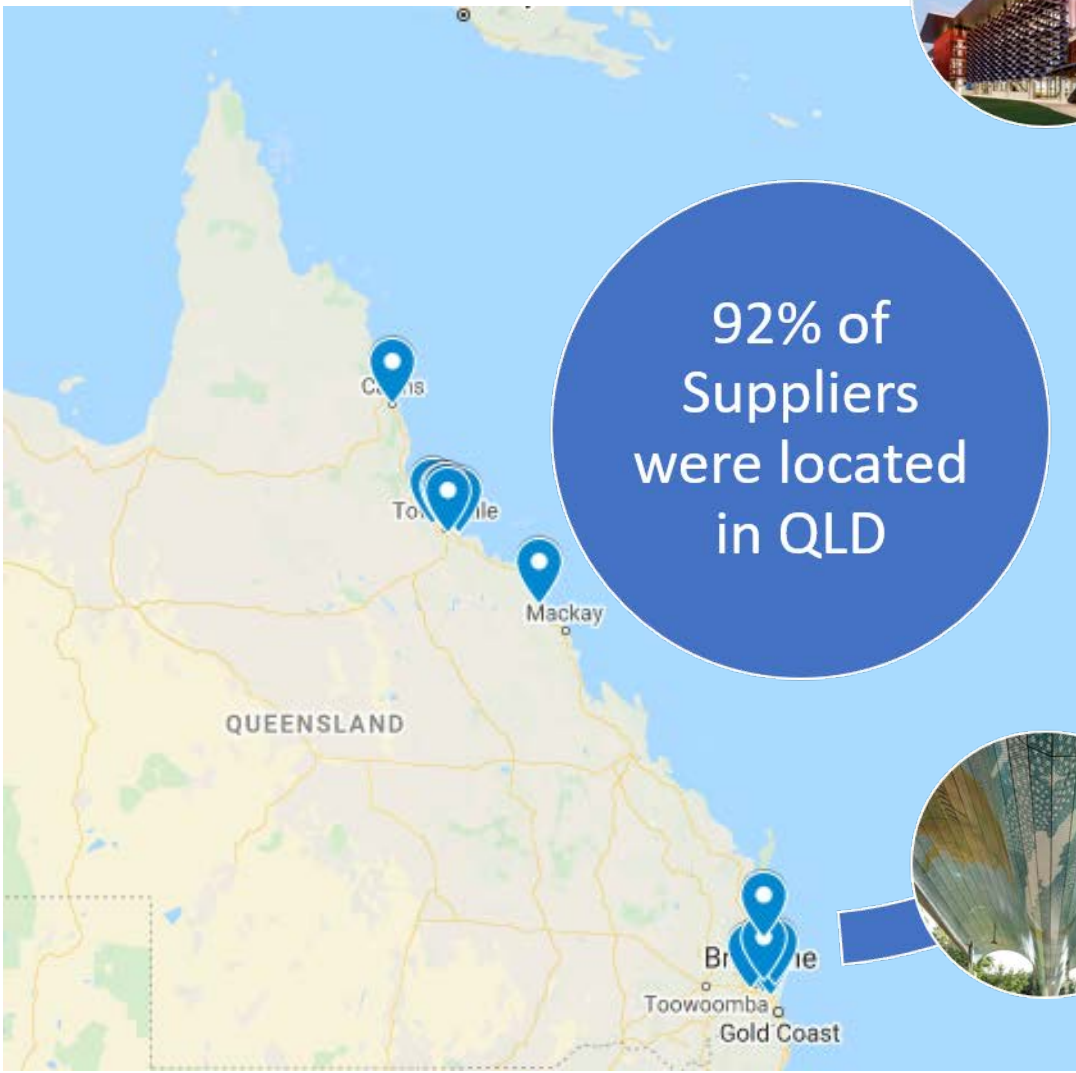 92% of
Suppliers
were located
in QLD
Mackay
QUEENSLAND
Toowoomba
Gold Coast